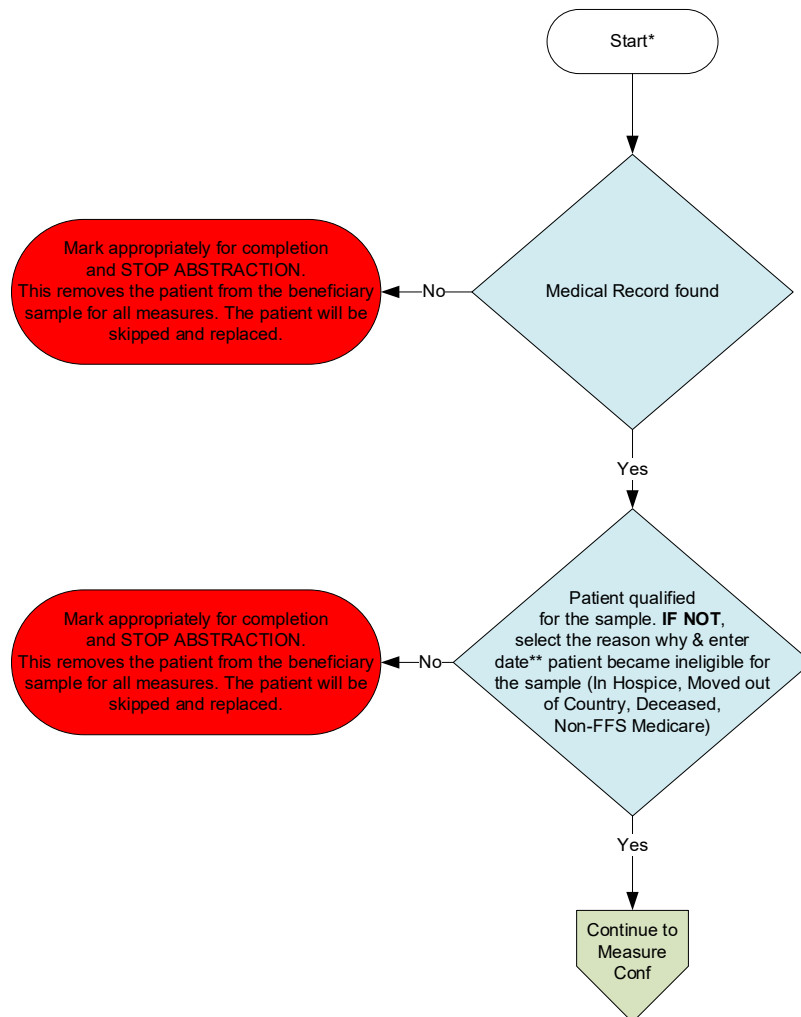 Start*
Mark appropriately for completion
and STOP ABSTRACTION.
This removes the patient from the beneficiary
sample for all measures. The patient will be
skipped and replaced.
No
Medical Record found
Yes
Mark appropriately for completion
and STOP ABSTRACTION.
This removes the patient from the beneficiary
sample for all measures. The patient will be
skipped and replaced.
No
Patient qualified
for the sample. IF NOT,
select the reason why & enter
date** patient became ineligible for
the sample (In Hospice, Moved out
of Country, Deceased,
Non-FFS Medicare)
Yes
Continue to
Measure
Conf